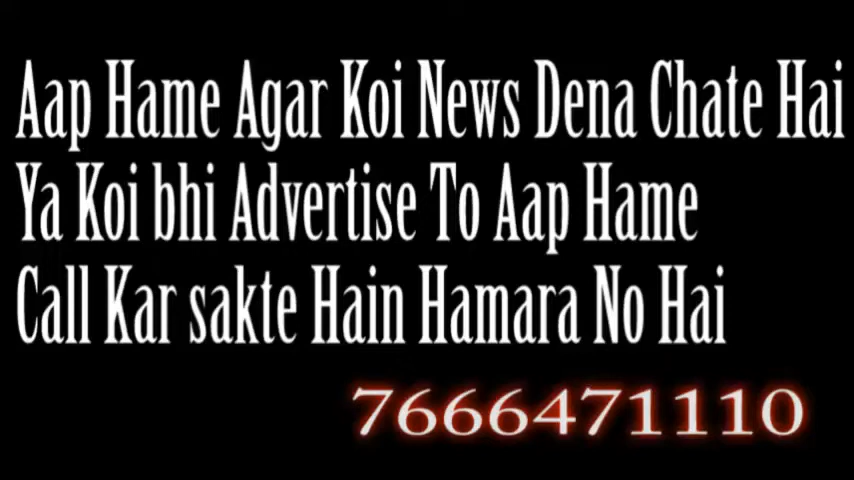 Aap Hame Agar Koi News Dena Chate Hai
Ya Koi bhi Advertise To Aap Hame
Call Kar sakte Hain Hamara No Hai
7666471110